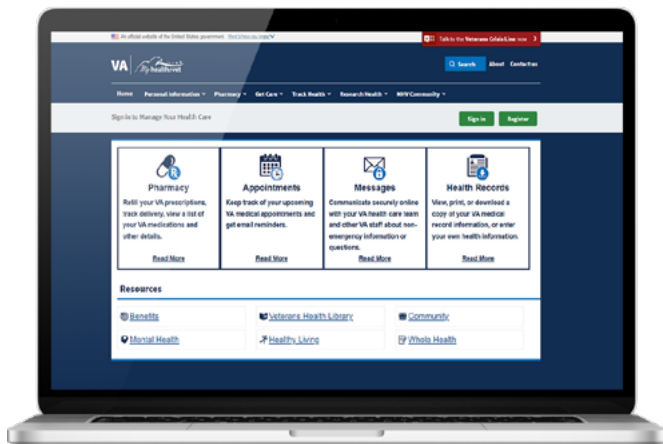 An official website of the United States government Here's how you know
Talk to the Veterans Crisis Line now
VA
My healthevet
Search About Contact us
Home Personal Information Pharmacy Get Care Track Health Research Health MHV Community
Sign in to Manage Your Health Care
Sign in Register
Pharmacy
Refill your VA prescriptions,
track delivery, view a list of
your VA medications and
other details.
Read More
Appointments
Keep track of your upcoming
VA medical appointments and
get email reminders.
Read More
Messages
Communicate securely online
with your VA health care team
and other VA staff about non-
emergency information or
questions.
Read More
Health Records
View, print, or download a
copy of your VA medical
record information, or enter
your own health information.
Read More
Resources
Benefits
Veterans Health Library
Community
Mental Health
Healthy Living
Whole Health